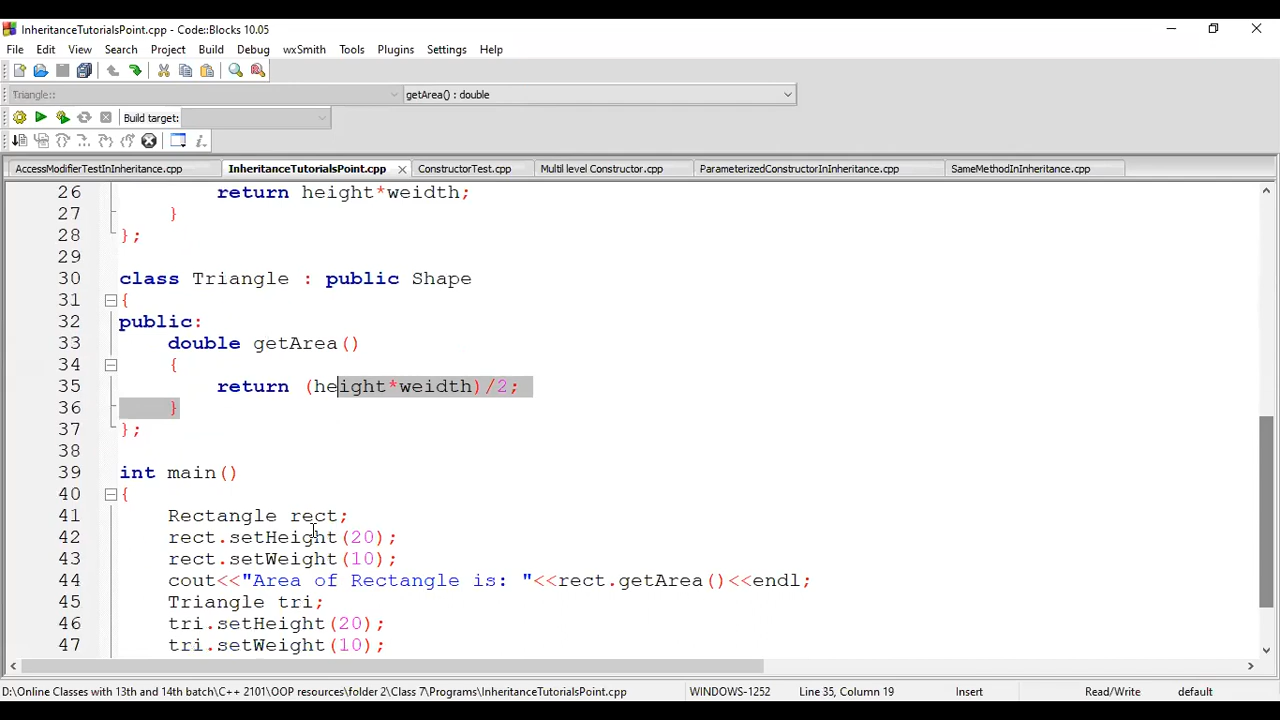 InheritanceTutorialsPoint.cpp - Code::Blocks 10.05
File Edit View Search Project Build Debug wxSmith Tools Plugins Settings Help
Triangle:: getArea() : double
Build target:
AccessModifierTestInInheritance.cpp InheritanceTutorialsPoint.cpp ConstructorTest.cpp Multi level Constructor.cpp ParameterizedConstructorInInheritance.cpp SameMethodInInheritance.cpp
26 return height*weidth;
27 }
28 };
29
30 class Triangle : public Shape
31 {
32 public:
33 double getArea()
34 {
35 return (height*weidth)/2;
36 }
37 };
38
39 int main()
40 {
41 Rectangle rect;
42 rect.setHeight(20);
43 rect.setWeight(10);
44 cout<<"Area of Rectangle is: "<<rect.getArea()<<endl;
45 Triangle tri;
46 tri.setHeight(20);
47 tri.setWeight(10);
D:\Online Classes with 13th and 14th batch\C++ 2101\OOP resources\folder 2\Class 7\Programs\InheritanceTutorialsPoint.cpp WINDOWS-1252 Line 35, Column 19 Insert Read/Write default